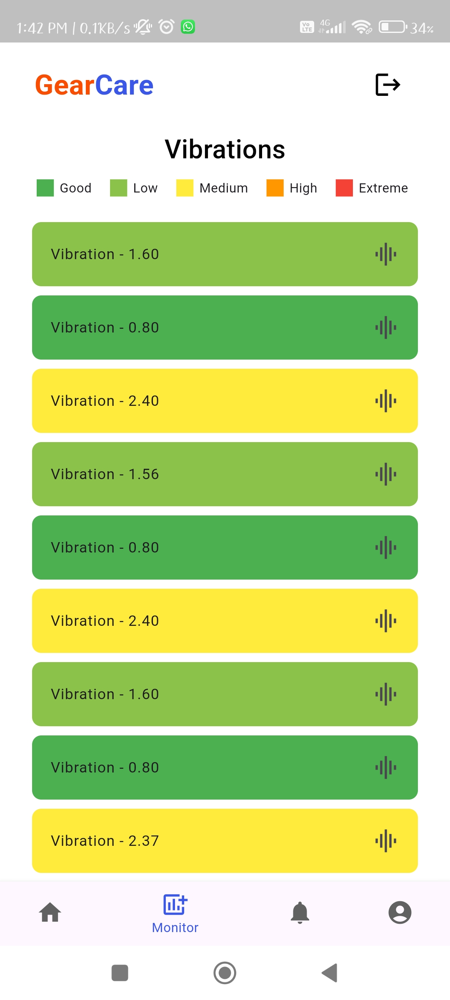 1:42 PM | 0.1KB/s
Vo LTE 4G 34%
GearCare
Vibrations
Good Low Medium High Extreme
Vibration - 1.60
Vibration - 0.80
Vibration - 2.40
Vibration - 1.56
Vibration - 0.80
Vibration - 2.40
Vibration - 1.60
Vibration - 0.80
Vibration - 2.37
Monitor